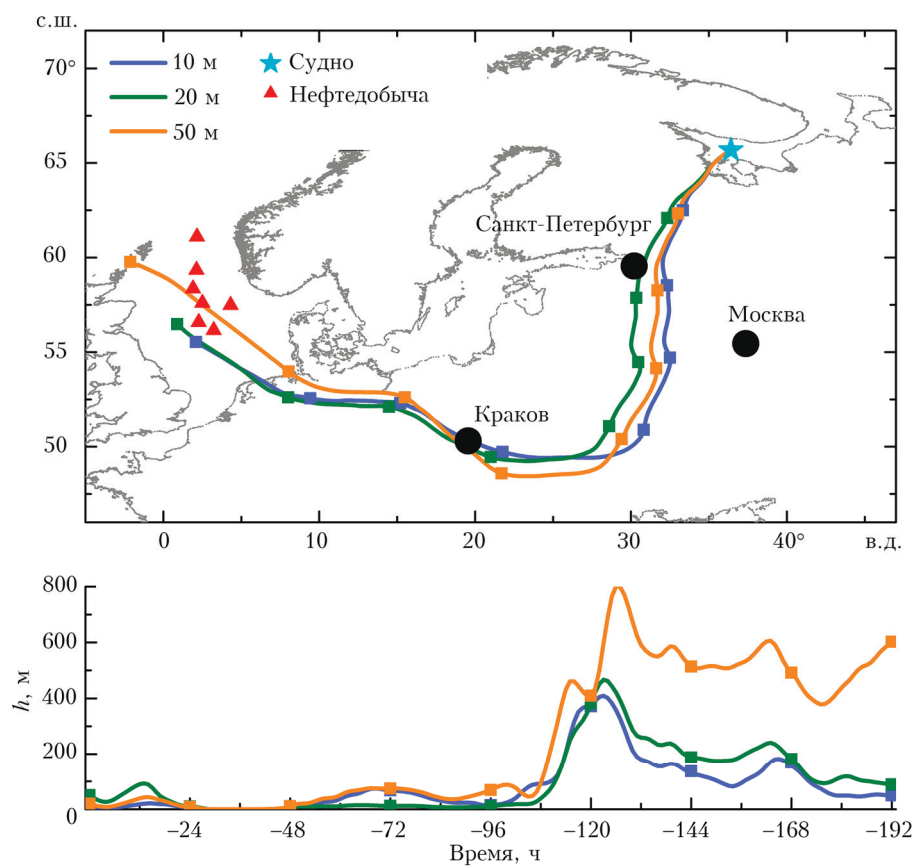 с.ш.
70°
10 м
Судно
20 м
Нефтедобыча
50 м
65
Санкт-Петербург
60
Москва
55
Краков
50
0
10
20
30
40°
в.д.
800
600
h, м
400
200
0
−24
−48
−72
−96
−120
−144
−168
−192
Время, ч